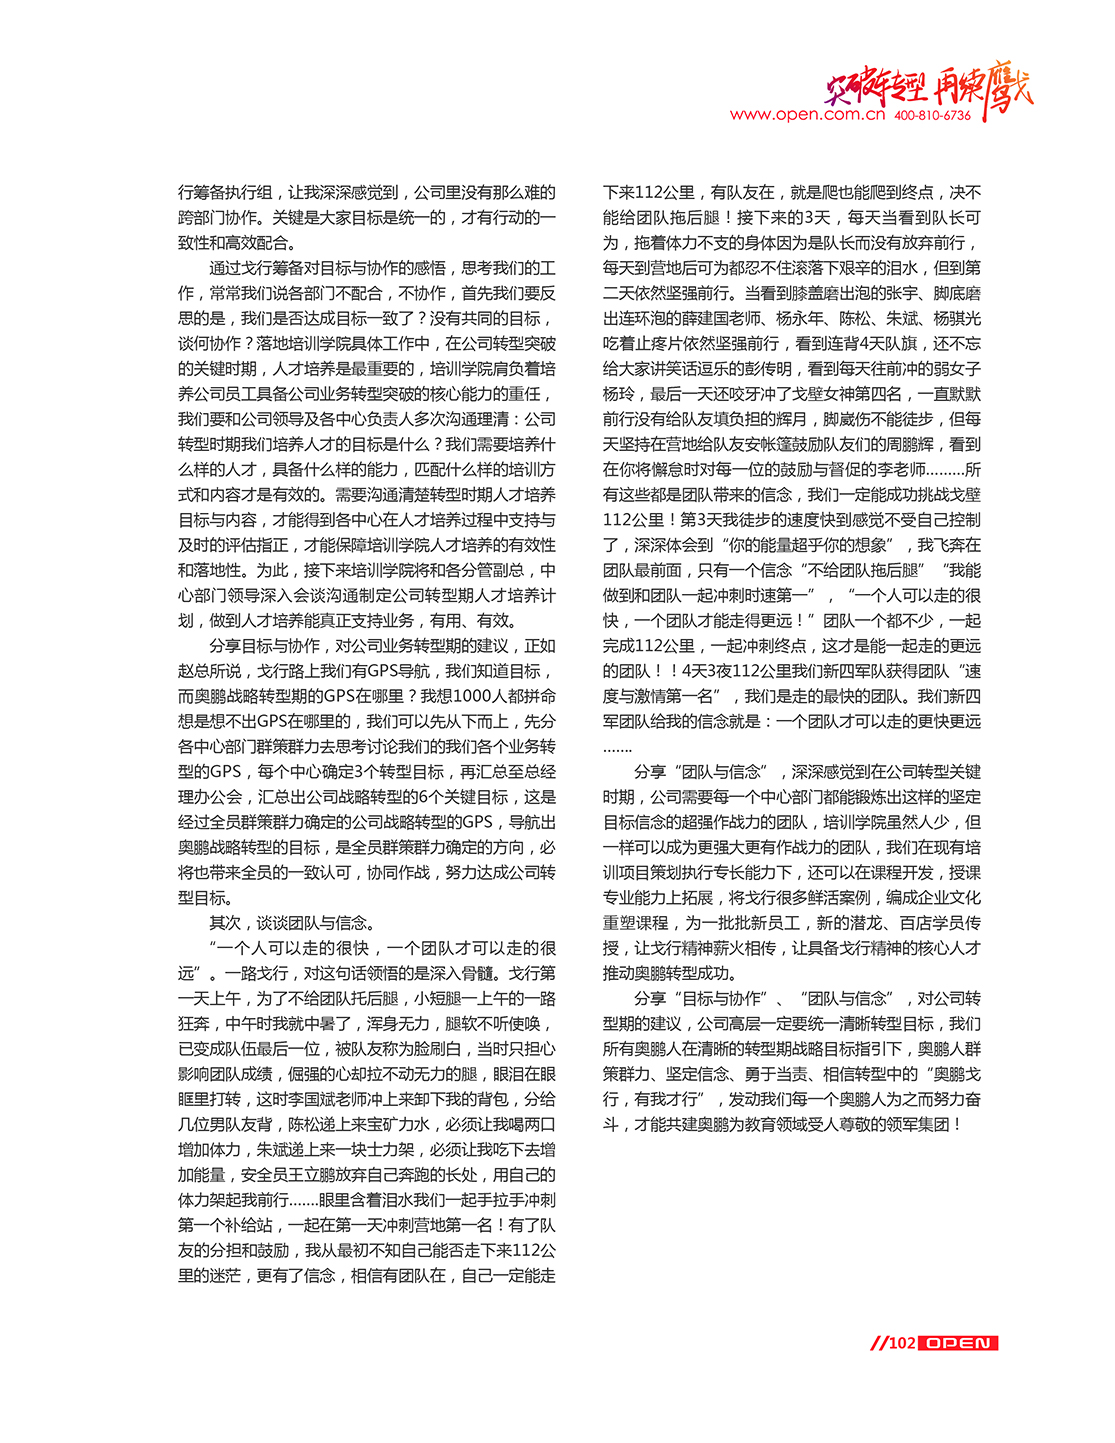 突破转型 再续鹰戈
www.open.com.cn 400-810-6736
行筹备执行组，让我深深感觉到，公司里没有那么难的
跨部门协作。关键是大家目标是统一的，才有行动的一
致性和高效配合。
通过戈行筹备对目标与协作的感悟，思考我们的工
作，常常我们说各部门不配合，不协作，首先我们要反
思的是，我们是否达成目标一致了？没有共同的目标，
谈何协作？落地培训学院具体工作中，在公司转型突破
的关键时期，人才培养是最重要的，培训学院肩负着培
养公司员工具备公司业务转型突破的核心能力的重任，
我们要和公司领导及各中心负责人多次沟通理清：公司
转型时期我们培养人才的目标是什么？我们需要培养什
么样的人才，具备什么样的能力，匹配什么样的培训方
式和内容才是有效的。需要沟通清楚转型时期人才培养
目标与内容，才能得到各中心在人才培养过程中支持与
及时的评估指正，才能保障培训学院人才培养的有效性
和落地性。为此，接下来培训学院将和各分管副总，中
心部门领导深入会谈沟通制定公司转型期人才培养计
划，做到人才培养能真正支持业务，有用、有效。
分享目标与协作，对公司业务转型期的建议，正如
赵总所说，戈行路上我们有GPS导航，我们知道目标，
而奥鹏战略转型期的GPS在哪里？我想1000人都拼命
想是想不出GPS在哪里的，我们可以先从下而上，先分
各中心部门群策群力去思考讨论我们的我们各个业务转
型的GPS，每个中心确定3个转型目标，再汇总至总经
理办公会，汇总出公司战略转型的6个关键目标，这是
经过全员群策群力确定的公司战略转型的GPS，导航出
奥鹏战略转型的目标，是全员群策群力确定的方向，必
将也带来全员的一致认可，协同作战，努力达成公司转
型目标。
其次，谈谈团队与信念。
“一个人可以走的很快，一个团队才可以走的很
远”。一路戈行，对这句话领悟的是深入骨髓。戈行第
一天上午，为了不给团队托后腿，小短腿一上午的一路
狂奔，中午时我就中暑了，浑身无力，腿软不听使唤，
已变成队伍最后一位，被队友称为脸刷白，当时只担心
影响团队成绩，倔强的心却拉不动无力的腿，眼泪在眼
眶里打转，这时李国斌老师冲上来卸下我的背包，分给
几位男队友背，陈松递上来宝矿力水，必须让我喝两口
增加体力，朱斌递上来一块士力架，必须让我吃下去增
加能量，安全员王立鹏放弃自己奔跑的长处，用自己的
体力架起我前行.......眼里含着泪水我们一起手拉手冲刺
第一个补给站，一起在第一天冲刺营地第一名！有了队
友的分担和鼓励，我从最初不知自己能否走下来112公
里的迷茫，更有了信念，相信有团队在，自己一定能走
下来112公里，有队友在，就是爬也能爬到终点，决不
能给团队拖后腿！接下来的3天，每天当看到队长可
为，拖着体力不支的身体因为是队长而没有放弃前行，
每天到营地后可为都忍不住滚落下艰辛的泪水，但到第
二天依然坚强前行。当看到膝盖磨出泡的张宇、脚底磨
出连环泡的薛建国老师、杨永年、陈松、朱斌、杨骐光
吃着止疼片依然坚强前行，看到连背4天队旗，还不忘
给大家讲笑话逗乐的彭传明，看到每天往前冲的弱女子
杨玲，最后一天还咬牙冲了戈壁女神第四名，一直默默
前行没有给队友填负担的辉月，脚崴伤不能徒步，但每
天坚持在营地给队友安帐篷鼓励队友们的周鹏辉，看到
在你将懈怠时对每一位的鼓励与督促的李老师.........所
有这些都是团队带来的信念，我们一定能成功挑战戈壁
112公里！第3天我徒步的速度快到感觉不受自己控制
了，深深体会到“你的能量超乎你的想象”，我飞奔在
团队最前面，只有一个信念“不给团队拖后腿”“我能
做到和团队一起冲刺时速第一”，“一个人可以走的很
快，一个团队才能走得更远！”团队一个都不少，一起
完成112公里，一起冲刺终点，这才是能一起走的更远
的团队！！4天3夜112公里我们新四军队获得团队“速
度与激情第一名”，我们是走的最快的团队。我们新四
军团队给我的信念就是：一个团队才可以走的更快更远
.......
分享“团队与信念”，深深感觉到在公司转型关键
时期，公司需要每一个中心部门都能锻炼出这样的坚定
目标信念的超强作战力的团队，培训学院虽然人少，但
一样可以成为更强大更有作战力的团队，我们在现有培
训项目策划执行专长能力下，还可以在课程开发，授课
专业能力上拓展，将戈行很多鲜活案例，编成企业文化
重塑课程，为一批批新员工，新的潜龙、百店学员传
授，让戈行精神薪火相传，让具备戈行精神的核心人才
推动奥鹏转型成功。
分享“目标与协作”、“团队与信念”，对公司转
型期的建议，公司高层一定要统一清晰转型目标，我们
所有奥鹏人在清晰的转型期战略目标指引下，奥鹏人群
策群力、坚定信念、勇于当责、相信转型中的“奥鹏戈
行，有我才行”，发动我们每一个奥鹏人为之而努力奋
斗，才能共建奥鹏为教育领域受人尊敬的领军集团！
//102 OPEN